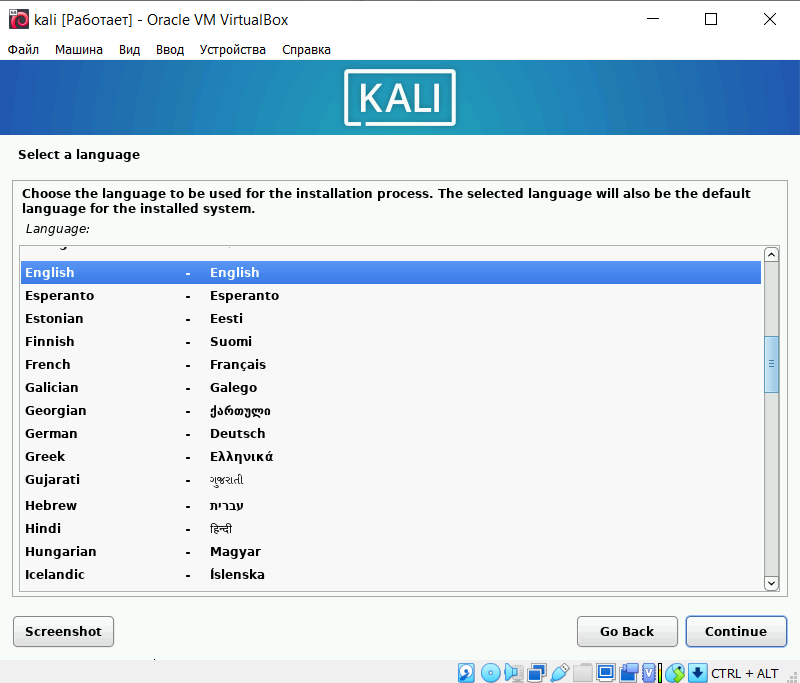 kali [Работает] - Oracle VM VirtualBox
Файл Машина Вид Ввод Устройства Справка
KALI
Select a language
Choose the language to be used for the installation process. The selected language will also be the default
language for the installed system.
Language:
English - English
Esperanto - Esperanto
Estonian - Eesti
Finnish - Suomi
French - Français
Galician - Galego
Georgian - ქართული
German - Deutsch
Greek - Ελληνικά
Gujarati - ગુજરાતી
Hebrew - עברית
Hindi - हिन्दी
Hungarian - Magyar
Icelandic - Íslenska
Screenshot Go Back Continue
CTRL + ALT